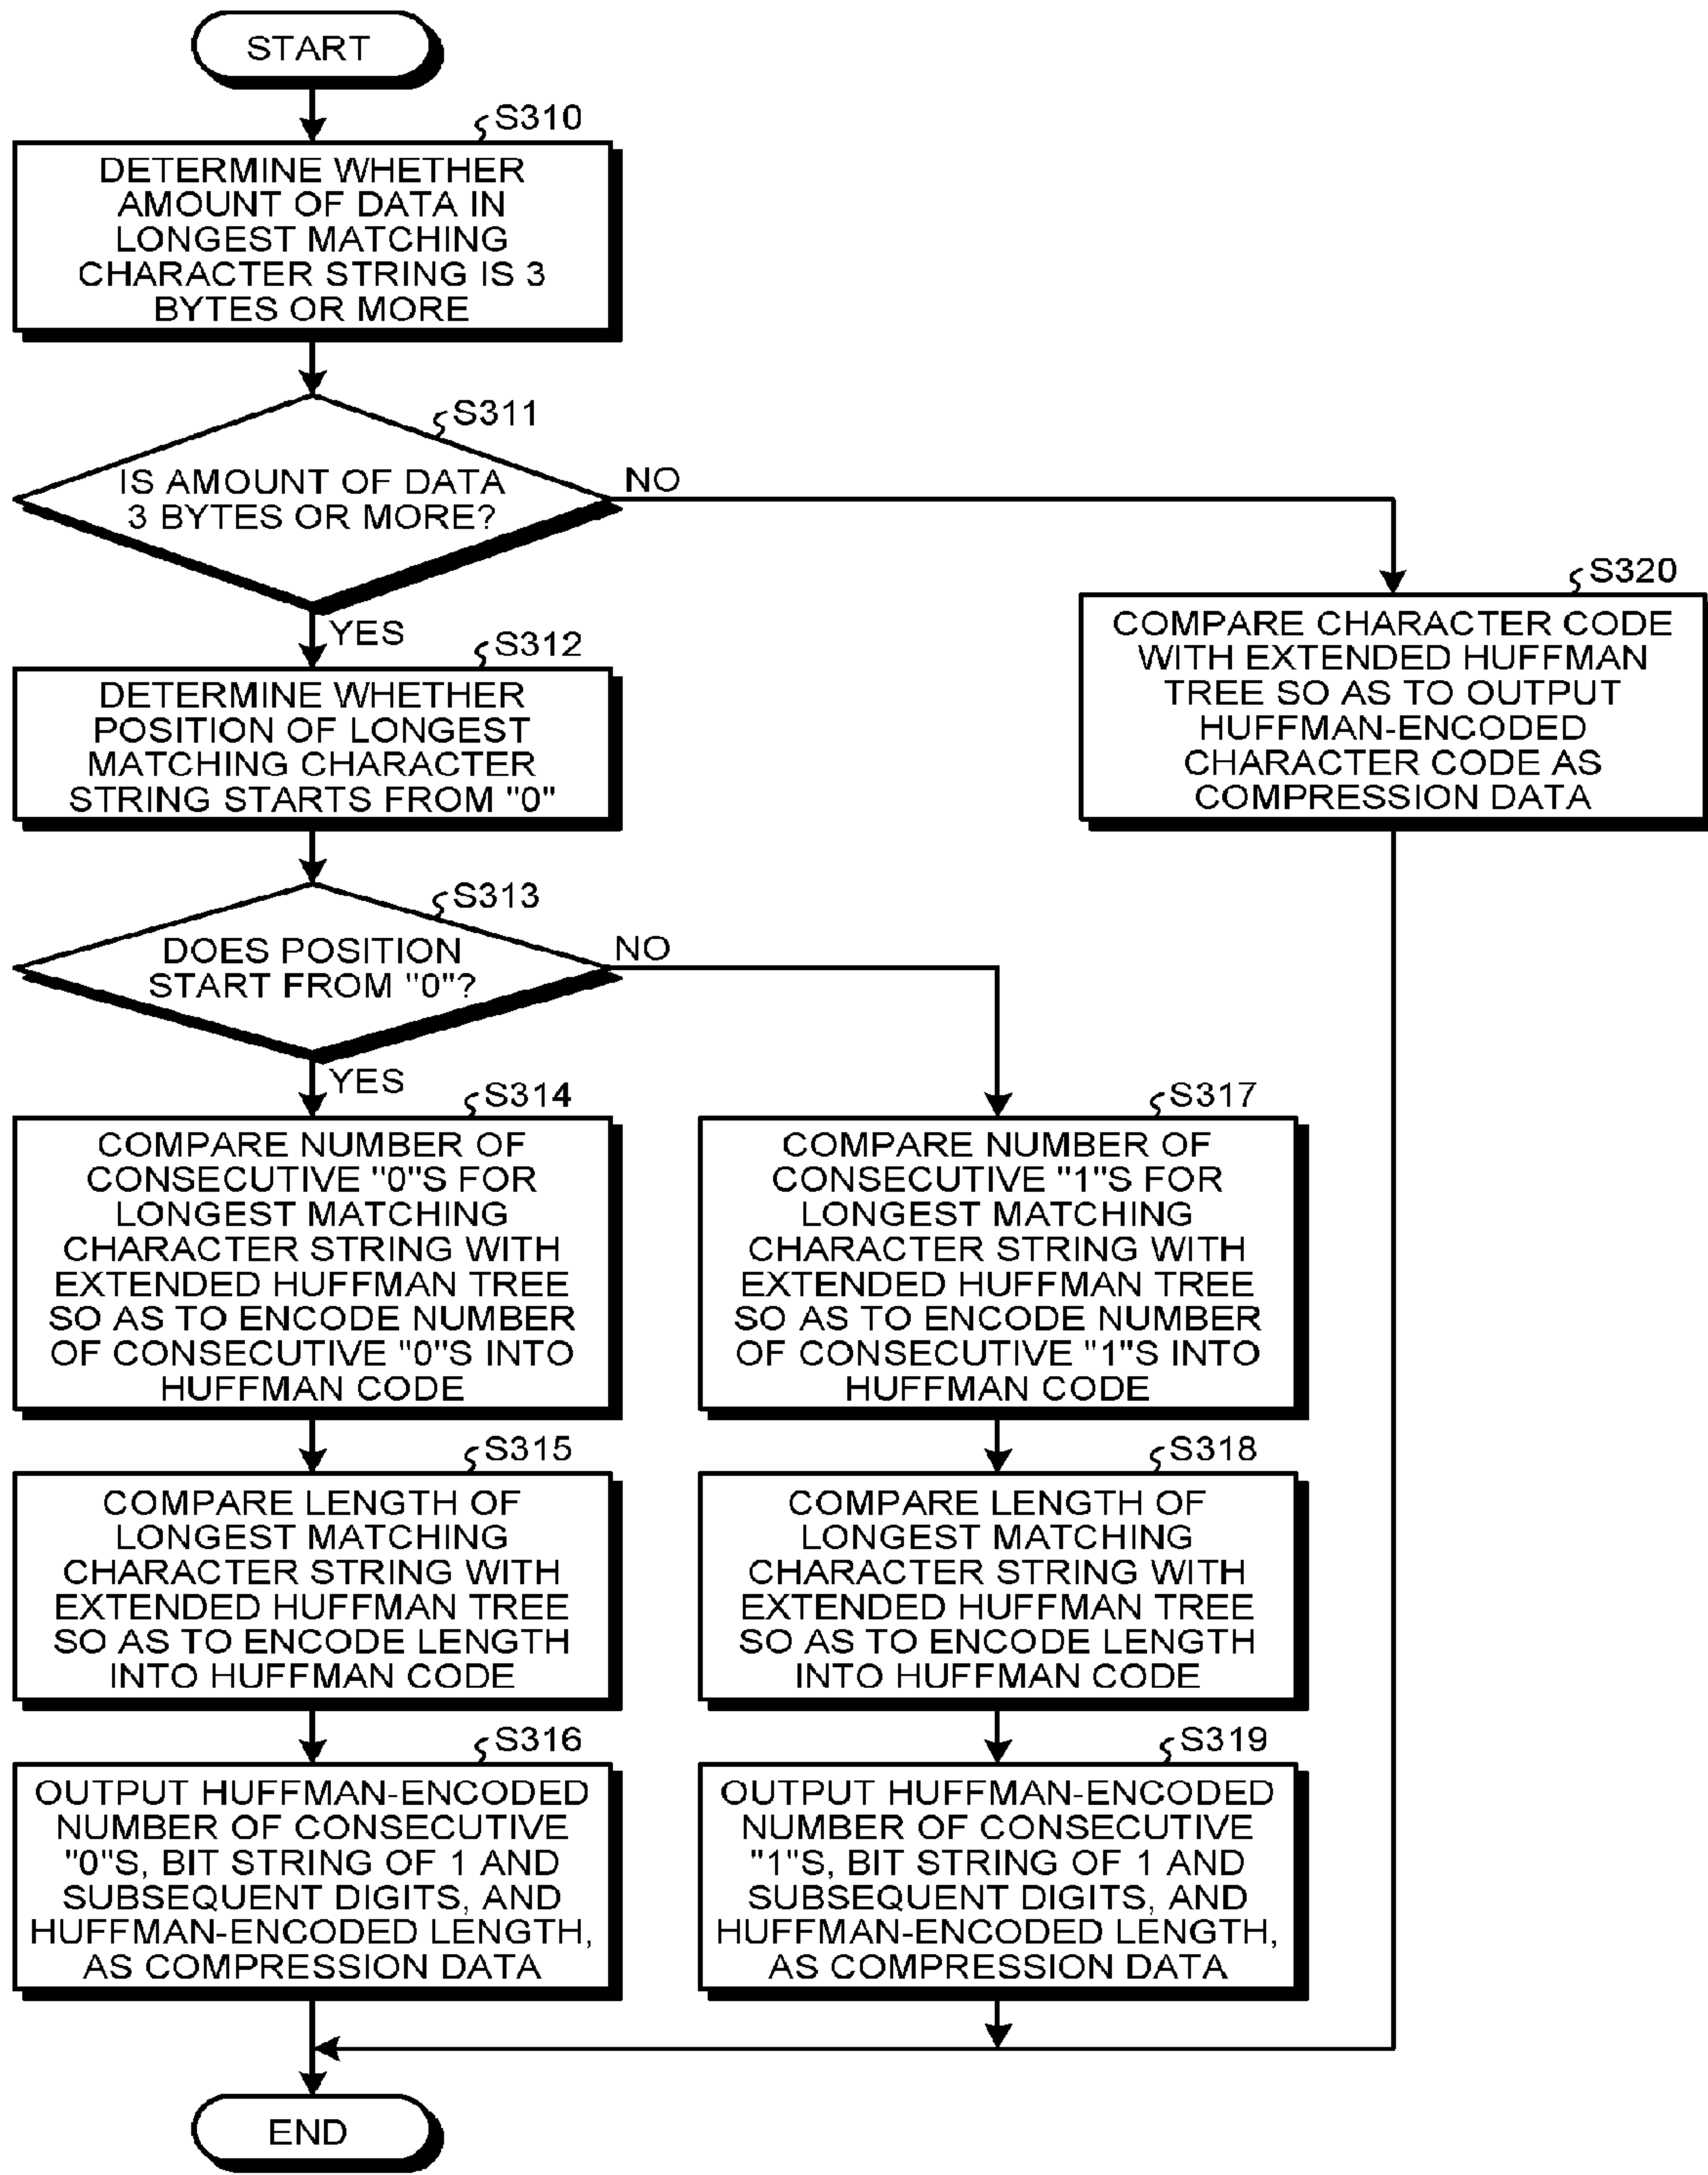 START
S310
DETERMINE WHETHER
AMOUNT OF DATA IN
LONGEST MATCHING
CHARACTER STRING IS 3
BYTES OR MORE
S311
IS AMOUNT OF DATA
3 BYTES OR MORE?
NO
YES
S320
COMPARE CHARACTER CODE
WITH EXTENDED HUFFMAN
TREE SO AS TO OUTPUT
HUFFMAN-ENCODED
CHARACTER CODE AS
COMPRESSION DATA
S312
DETERMINE WHETHER
POSITION OF LONGEST
MATCHING CHARACTER
STRING STARTS FROM "0"
S313
DOES POSITION
START FROM "0"?
NO
YES
S314
COMPARE NUMBER OF
CONSECUTIVE "0"S FOR
LONGEST MATCHING
CHARACTER STRING WITH
EXTENDED HUFFMAN TREE
SO AS TO ENCODE NUMBER
OF CONSECUTIVE "0"S INTO
HUFFMAN CODE
S317
COMPARE NUMBER OF
CONSECUTIVE "1"S FOR
LONGEST MATCHING
CHARACTER STRING WITH
EXTENDED HUFFMAN TREE
SO AS TO ENCODE NUMBER
OF CONSECUTIVE "1"S INTO
HUFFMAN CODE
S315
COMPARE LENGTH OF
LONGEST MATCHING
CHARACTER STRING WITH
EXTENDED HUFFMAN TREE
SO AS TO ENCODE LENGTH
INTO HUFFMAN CODE
S318
COMPARE LENGTH OF
LONGEST MATCHING
CHARACTER STRING WITH
EXTENDED HUFFMAN TREE
SO AS TO ENCODE LENGTH
INTO HUFFMAN CODE
S316
OUTPUT HUFFMAN-ENCODED
NUMBER OF CONSECUTIVE
"0"S, BIT STRING OF 1 AND
SUBSEQUENT DIGITS, AND
HUFFMAN-ENCODED LENGTH,
AS COMPRESSION DATA
S319
OUTPUT HUFFMAN-ENCODED
NUMBER OF CONSECUTIVE
"1"S, BIT STRING OF 1 AND
SUBSEQUENT DIGITS, AND
HUFFMAN-ENCODED LENGTH,
AS COMPRESSION DATA
END